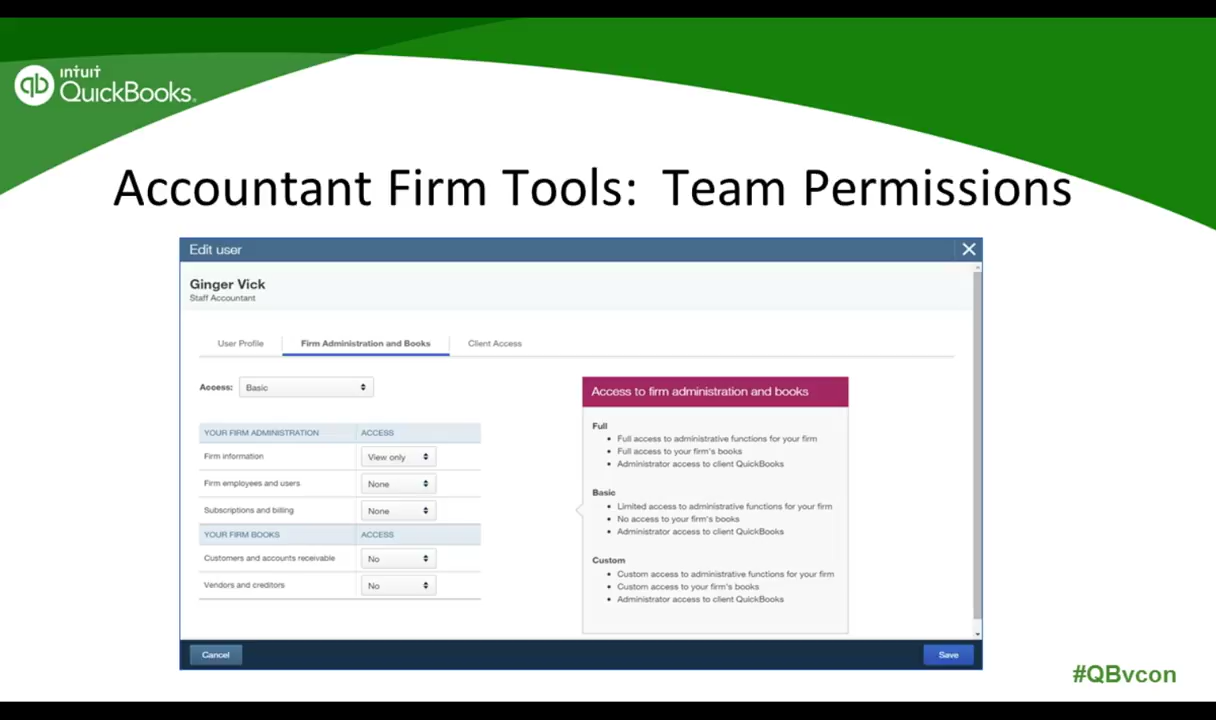 intuit
qb QuickBooks.
Accountant Firm Tools: Team Permissions
Edit user
Ginger Vick
Staff Accountant
User Profile Firm Administration and Books Client Access
Access: Basic
YOUR FIRM ADMINISTRATION ACCESS
Firm information View only
Firm employees and users None
Subscriptions and billing None
YOUR FIRM BOOKS ACCESS
Customers and accounts receivable No
Vendors and creditors No
Access to firm administration and books
Full
• Full access to administrative functions for your firm
• Full access to your firm's books
• Administrator access to client QuickBooks
Basic
• Limited access to administrative functions for your firm
• No access to your firm's books
• Administrator access to client QuickBooks
Custom
• Custom access to administrative functions for your firm
• Custom access to your firm's books
• Administrator access to client QuickBooks
Cancel Save
#QBvcon